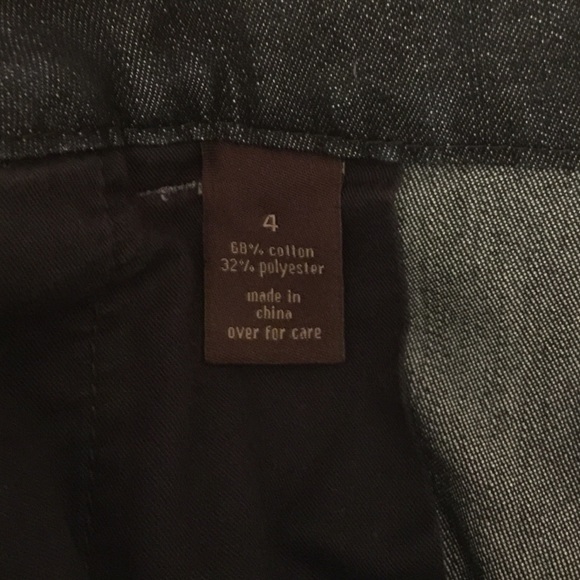 4
68% cotton
32% polyester
made in
china
over for care